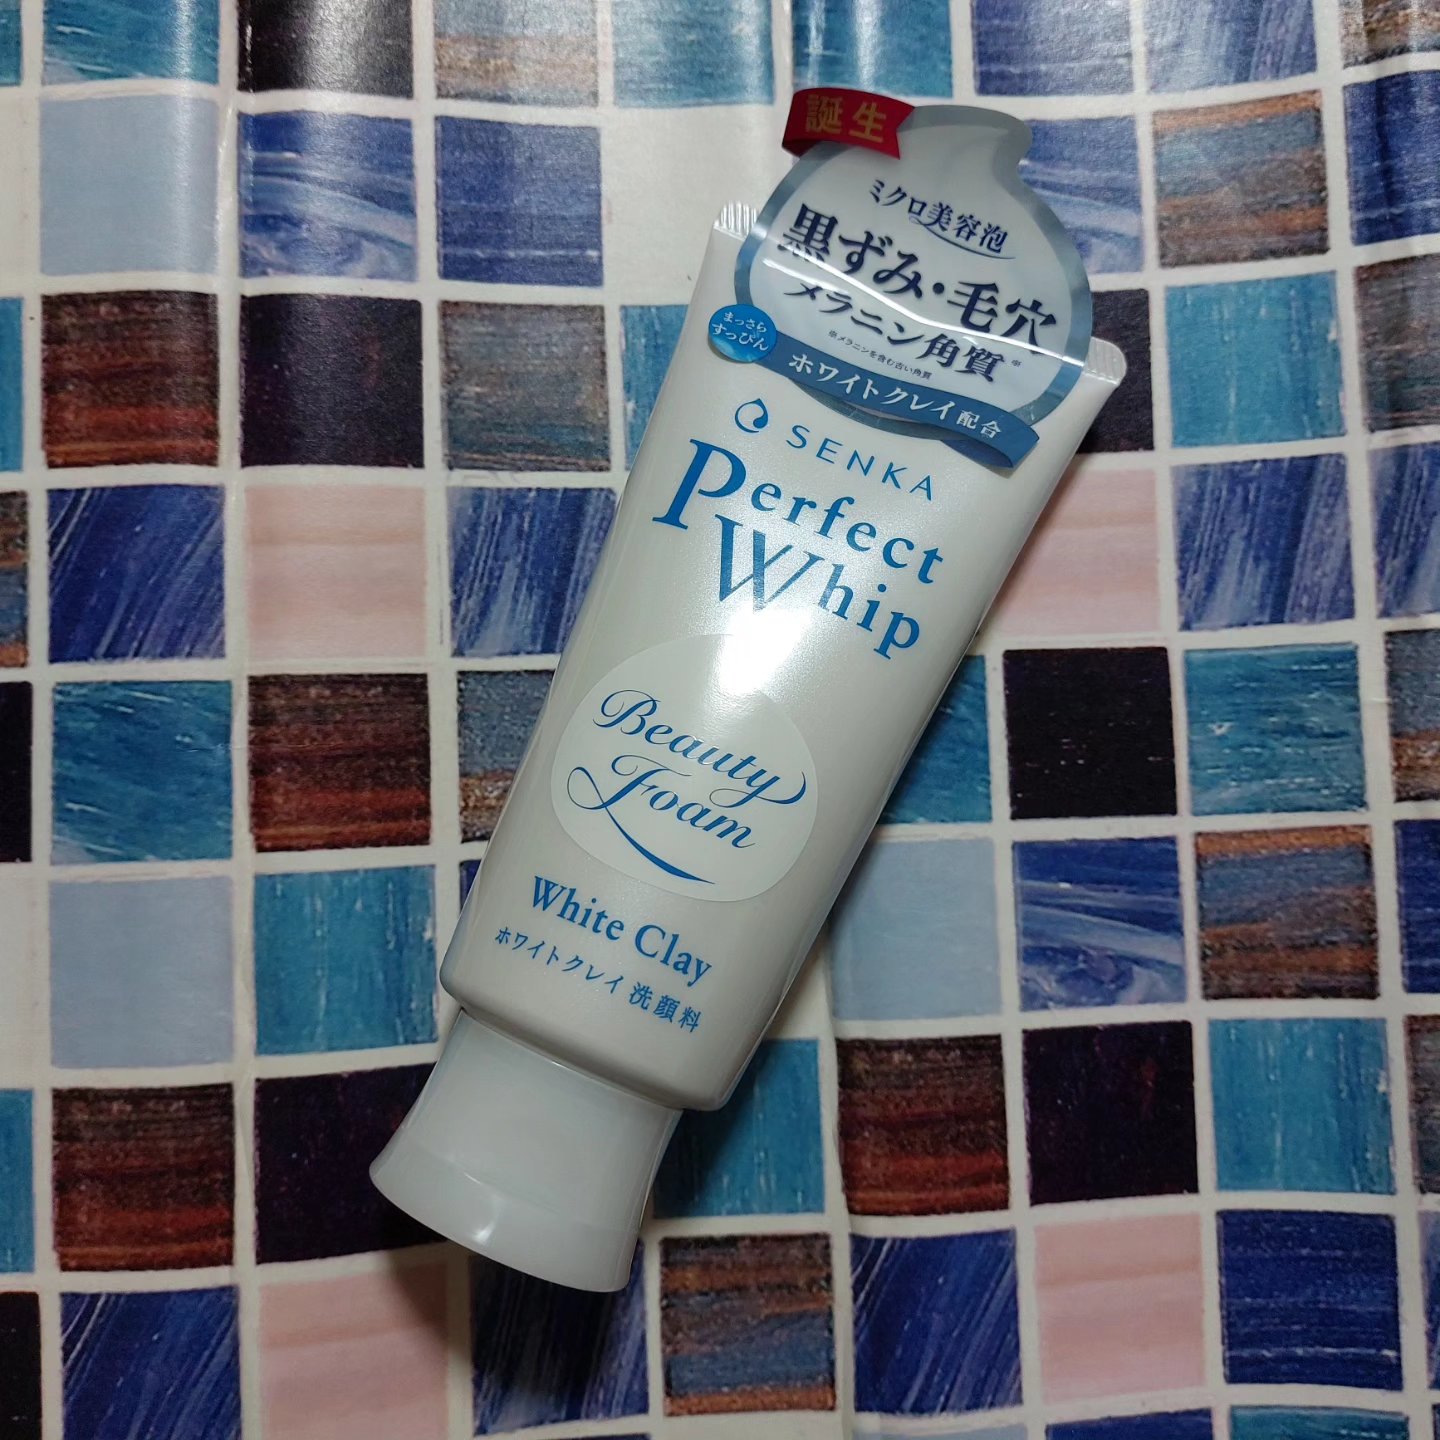 誕生
ミクロ美容泡
黒ずみ・毛穴
メラニン角質※
※メラニンを含む古い角質
まっさら
すっぴん
ホワイトクレイ配合
SENKA
Perfect
Whip
Beauty
Foam
White Clay
ホワイトクレイ洗顔料